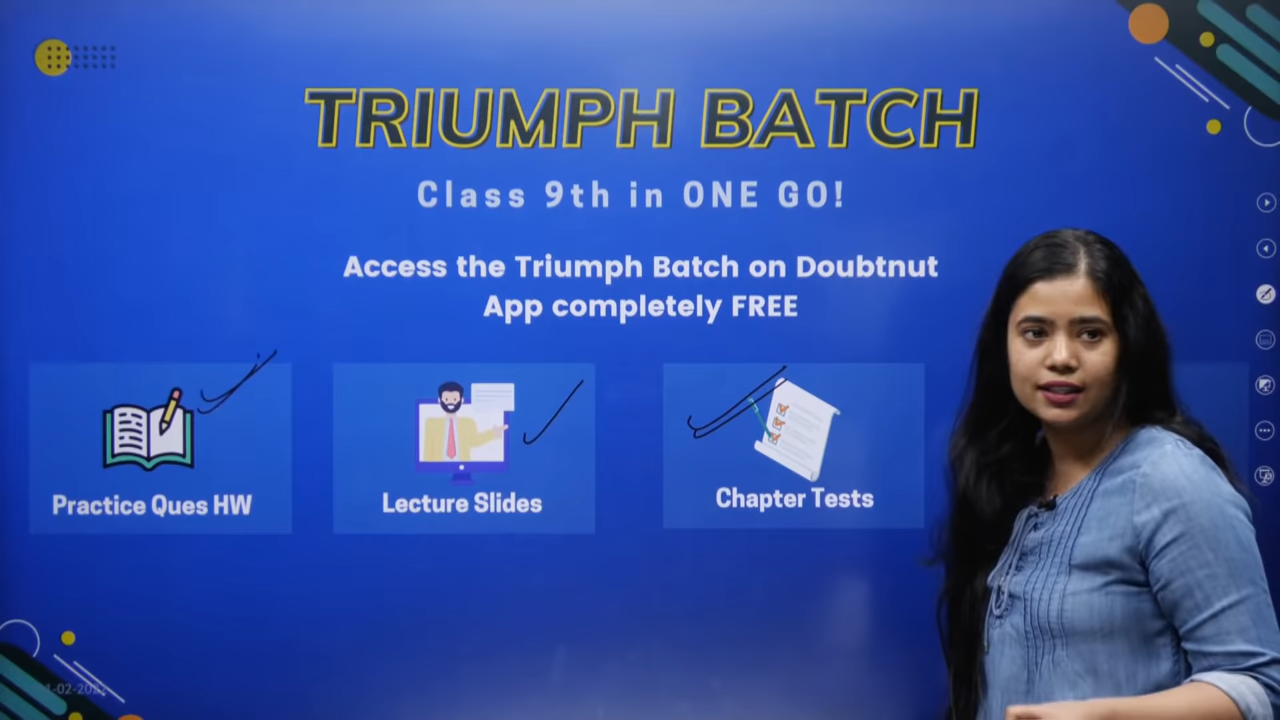 TRIUMPH BATCH
Class 9th in ONE GO!
Access the Triumph Batch on Doubtnut
App completely FREE
Practice Ques HW
Lecture Slides
Chapter Tests